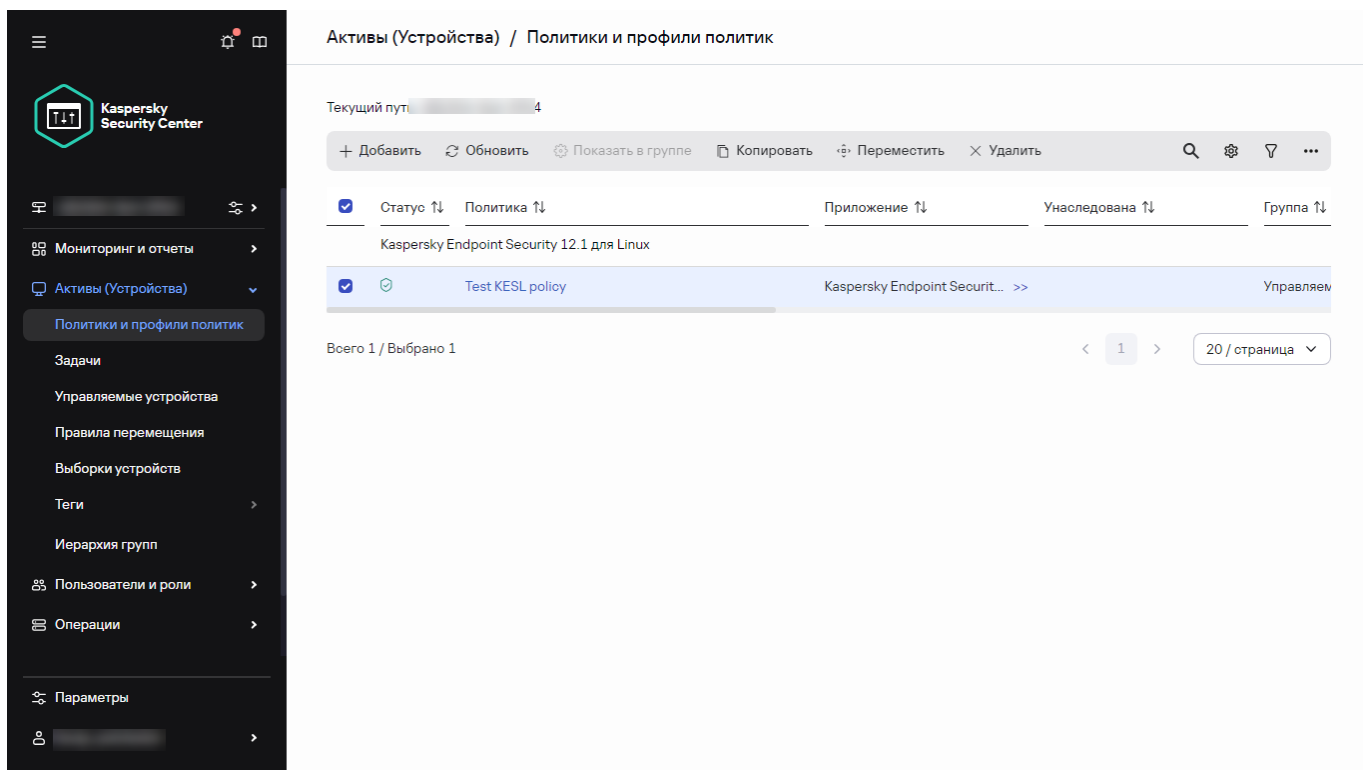 Активы (Устройства) / Политики и профили политик
Kaspersky
Security Center
Текущий путь 4
Добавить Обновить Показать в группе Копировать Переместить Удалить
Статус Политика Приложение Унаследована Группа
Kaspersky Endpoint Security 12.1 для Linux
Test KESL policy Kaspersky Endpoint Securit... >> Управляем
Всего 1 / Выбрано 1 < 1 > 20 / страница
Мониторинг и отчеты
Активы (Устройства)
Политики и профили политик
Задачи
Управляемые устройства
Правила перемещения
Выборки устройств
Теги
Иерархия групп
Пользователи и роли
Операции
Параметры